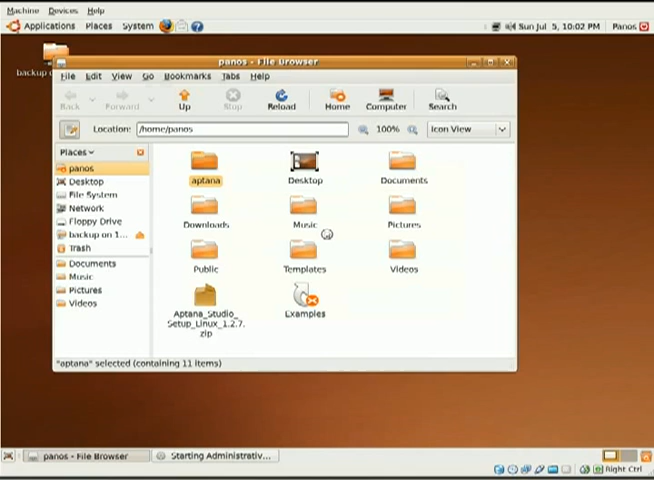 Machine Devices Help
Applications Places System
Sun Jul 5, 10:02 PM Panos
panos - File Browser
File Edit View Go Bookmarks Tabs Help
Back Forward Up Stop Reload Home Computer Search
Location: /home/panos 100% Icon View
Places
panos
Desktop
File System
Network
Floppy Drive
backup on 1...
Trash
Documents
Music
Pictures
Videos
aptana Desktop Documents
Downloads Music Pictures
Public Templates Videos
Aptana_Studio_
Setup_Linux_1.2.7.
zip
Examples
"aptana" selected (containing 11 items)
panos - File Browser
Starting Administrativ...
Right Ctrl